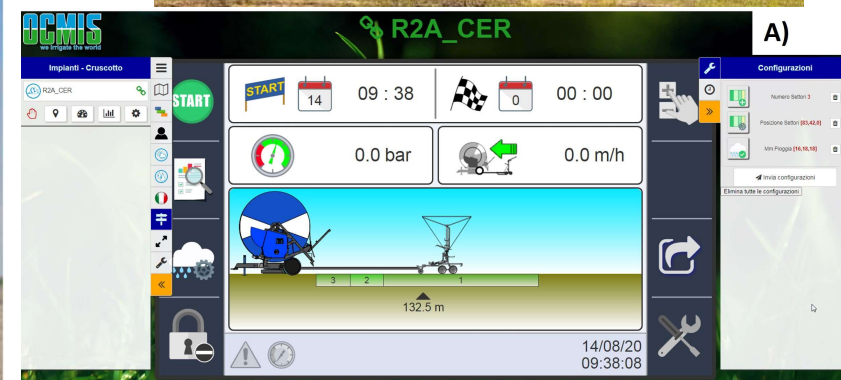 OCMIS
we irrigate the world
R2A_CER
A)
Impianti - Cruscotto
R2A_CER
START
START
14
09 : 38
0
00 : 00
0.0 bar
0.0 m/h
3 2 1
132.5 m
14/08/20
09:38:08
Configurazioni
Numero Settori 3
Posizione Settori [83,42,8]
Mm Pioggia [16,18,18]
Invia configurazioni
Elimina tutte le configurazioni